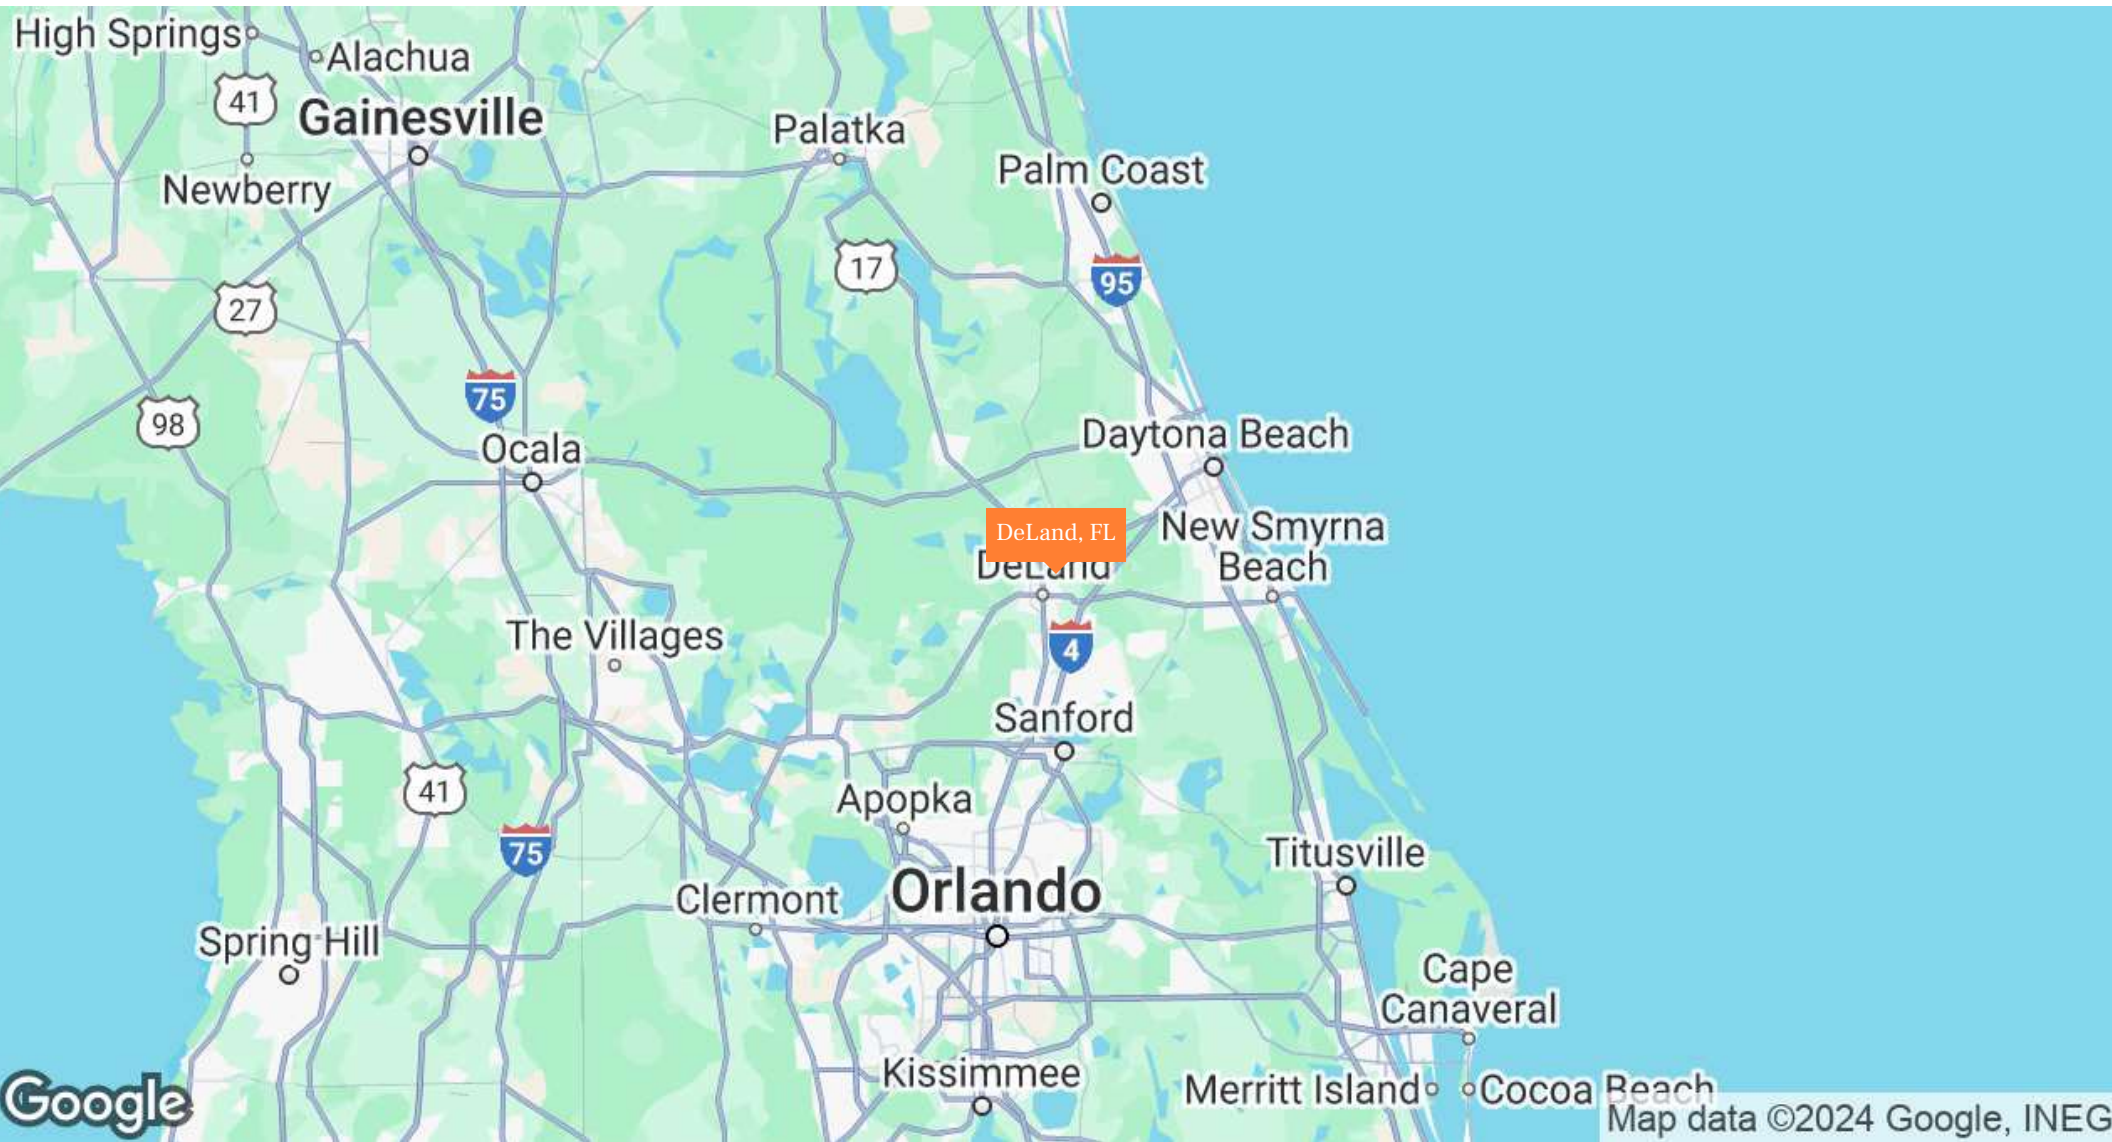 High Springs
Alachua
41
Gainesville
Palatka
Palm Coast
Newberry
17
95
27
75
98
Ocala
Daytona Beach
DeLand, FL
New Smyrna
Beach
DeLand
4
The Villages
Sanford
41
Apopka
75
Titusville
Clermont
Orlando
Spring Hill
Cape
Canaveral
Kissimmee
Merritt Island
Cocoa Beach
Google
Map data ©2024 Google, INEG